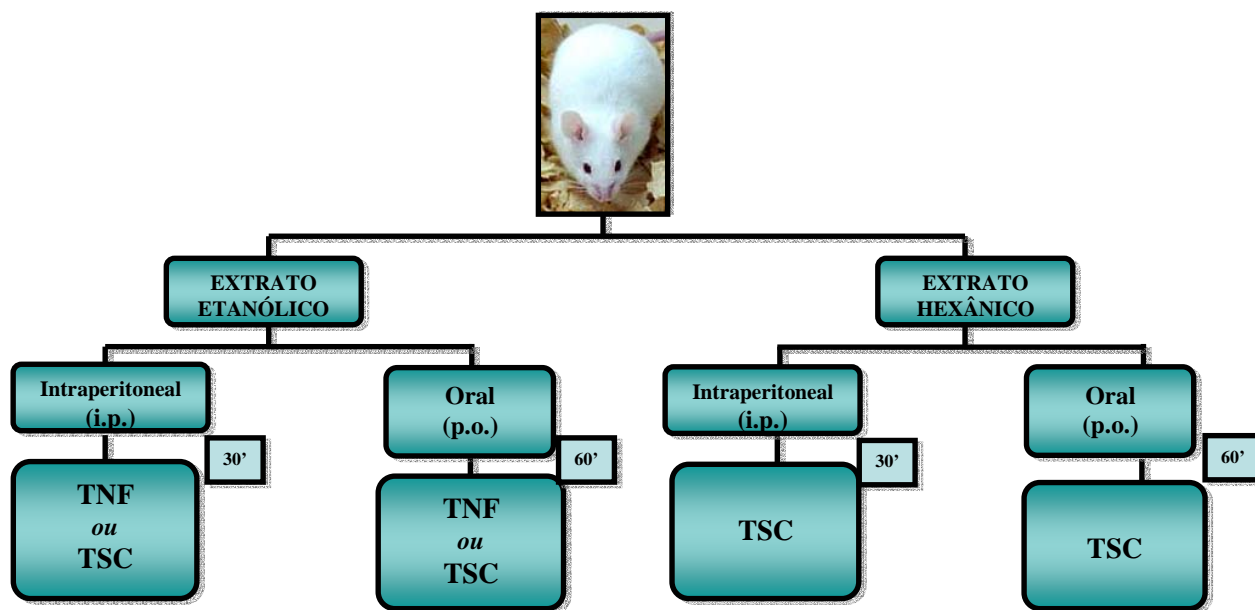 EXTRATO
ETANÓLICO
EXTRATO
HEXÂNICO
Intraperitoneal
(i.p.)
Oral
(p.o.)
Intraperitoneal
(i.p.)
Oral
(p.o.)
30’
60’
30’
60’
TNF
ou
TSC
TNF
ou
TSC
TSC
TSC